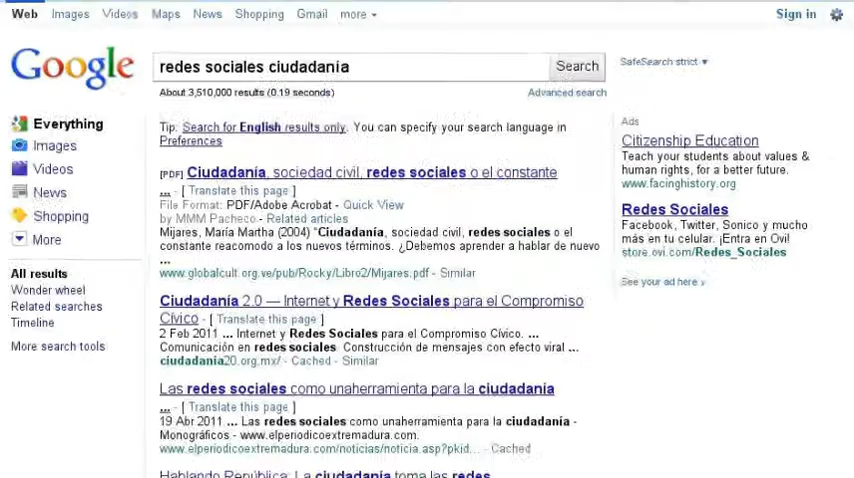 Web Images Videos Maps News Shopping Gmail more
Sign in
Google
redes sociales ciudadanía
Search
SafeSearch strict
About 3,510,000 results (0.19 seconds)
Advanced search
Everything
Images
Videos
News
Shopping
More
All results
Wonder wheel
Related searches
Timeline
More search tools
Tip: Search for English results only. You can specify your search language in
Preferences
[PDF] Ciudadanía, sociedad civil, redes sociales o el constante
... - [ Translate this page ]
File Format: PDF/Adobe Acrobat - Quick View
by MMM Pacheco - Related articles
Mijares, María Martha (2004) "Ciudadanía, sociedad civil, redes sociales o el
constante reacomodo a los nuevos términos. ¿Debemos aprender a hablar de nuevo
...
www.globalcult.org.ve/pub/Rocky/Libro2/Mijares.pdf - Similar
Ciudadanía 2.0 — Internet y Redes Sociales para el Compromiso
Cívico - [ Translate this page ]
2 Feb 2011 ... Internet y Redes Sociales para el Compromiso Cívico. ...
Comunicación en redes sociales. Construcción de mensajes con efecto viral ...
ciudadania20.org.mx/ - Cached - Similar
Las redes sociales como unaherramienta para la ciudadanía
... - [ Translate this page ]
19 Abr 2011 ... Las redes sociales como unaherramienta para la ciudadanía -
Monográficos - www.elperiodicoextremadura.com.
www.elperiodicoextremadura.com/noticias/noticia.asp?pkid... - Cached
Hablando República: La ciudadanía toma las redes
Ads
Citizenship Education
Teach your students about values &
human rights, for a better future.
www.facinghistory.org
Redes Sociales
Facebook, Twitter, Sonico y mucho
más en tu celular. ¡Entra en Ovi!
store.ovi.com/Redes_Sociales
See your ad here »